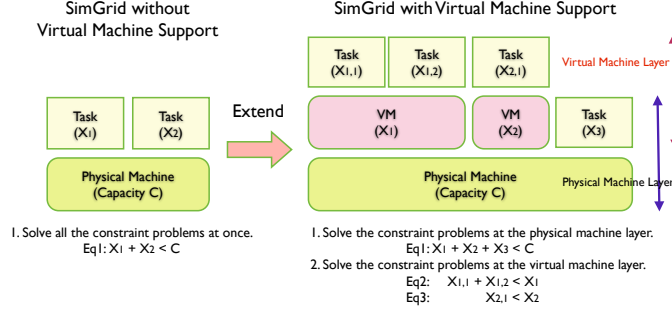 SimGrid without
Virtual Machine Support
SimGrid with Virtual Machine Support
Task
(X1,1)
Task
(X1,2)
Task
(X2,1)
Virtual Machine Layer
Task
(X1)
Task
(X2)
Extend
VM
(X1)
VM
(X2)
Task
(X3)
Physical Machine
(Capacity C)
Physical Machine
(Capacity C)
Physical Machine Layer
1. Solve all the constraint problems at once.
Eq1: X1 + X2 < C
1. Solve the constraint problems at the physical machine layer.
Eq1: X1 + X2 + X3 < C
2. Solve the constraint problems at the virtual machine layer.
Eq2: X1,1 + X1,2 < X1
Eq3: X2,1 < X2